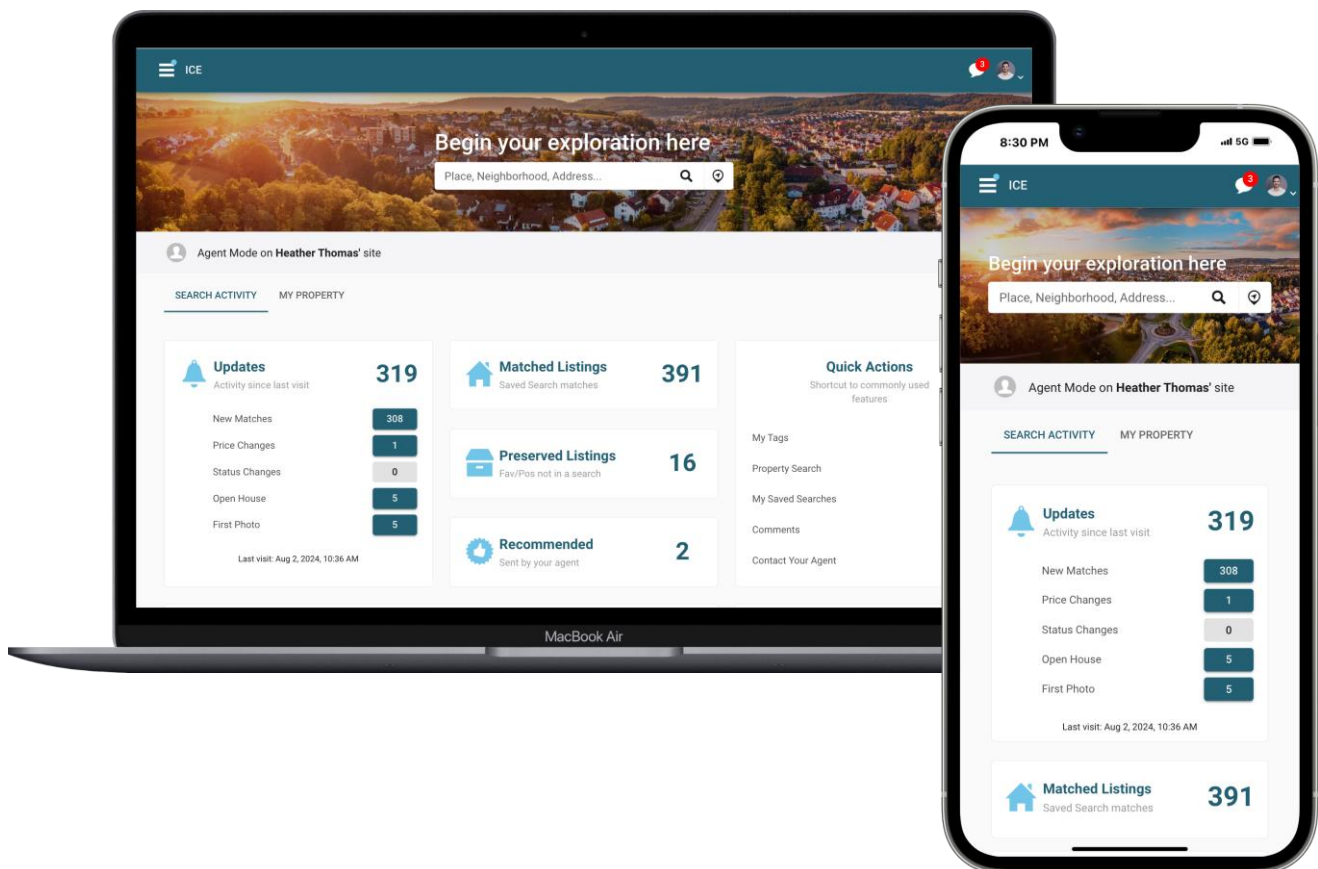 ICE
3
Begin your exploration here
Place, Neighborhood, Address...
Agent Mode on Heather Thomas' site
SEARCH ACTIVITY MY PROPERTY
Updates 319
Activity since last visit
New Matches 308
Price Changes 1
Status Changes 0
Open House 5
First Photo 5
Last visit: Aug 2, 2024, 10:36 AM
Matched Listings 391
Saved Search matches
Preserved Listings 16
Fav/Pos not in a search
Recommended 2
Sent by your agent
Quick Actions
Shortcut to commonly used
features
My Tags
Property Search
My Saved Searches
Comments
Contact Your Agent
MacBook Air
8:30 PM 5G
ICE 3
Begin your exploration here
Place, Neighborhood, Address...
Agent Mode on Heather Thomas' site
SEARCH ACTIVITY MY PROPERTY
Updates 319
Activity since last visit
New Matches 308
Price Changes 1
Status Changes 0
Open House 5
First Photo 5
Last visit: Aug 2, 2024, 10:36 AM
Matched Listings 391
Saved Search matches